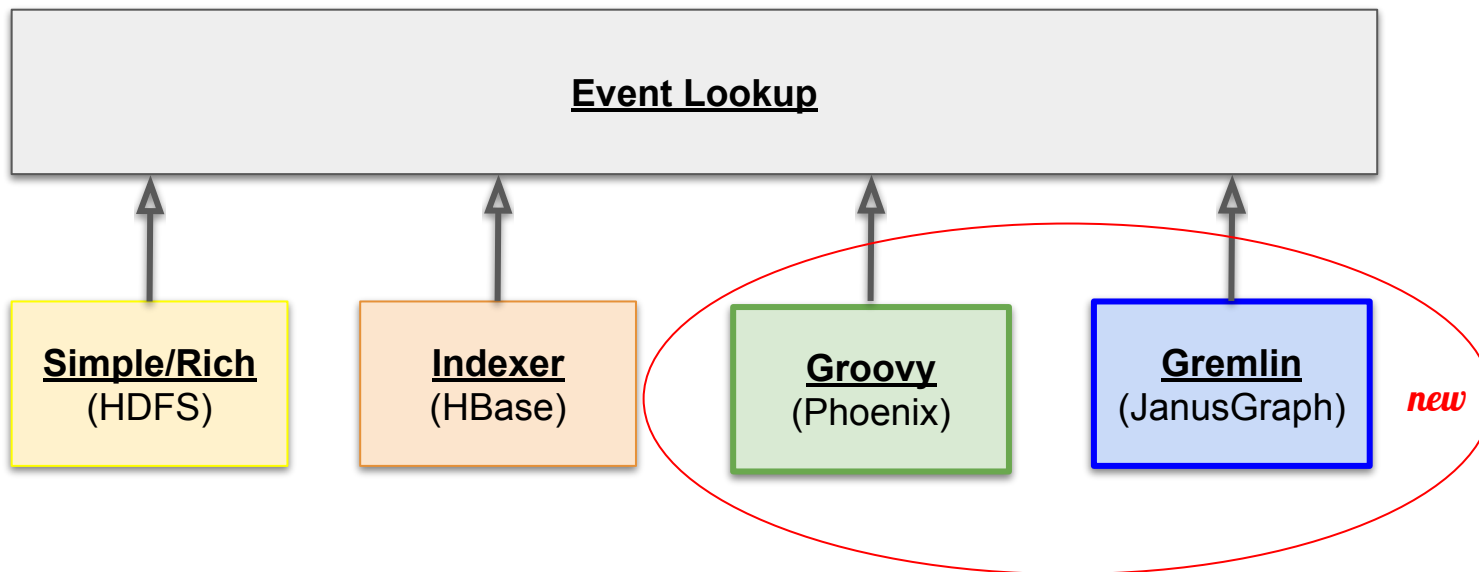 Event Lookup
Simple/Rich
(HDFS)
Indexer
(HBase)
Groovy
(Phoenix)
Gremlin
(JanusGraph)
new